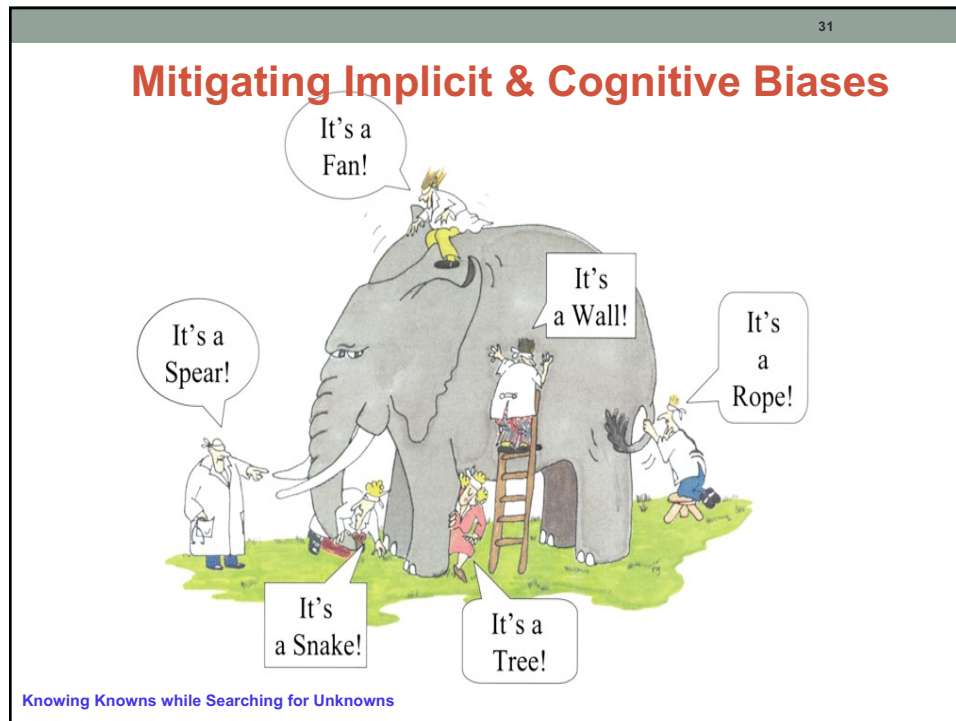 31
Mitigating Implicit & Cognitive Biases
It's a
Fan!
It's
a Wall!
It's a
Spear!
It's
a
Rope!
It's
a Snake!
It's a
Tree!
Knowing Knowns while Searching for Unknowns